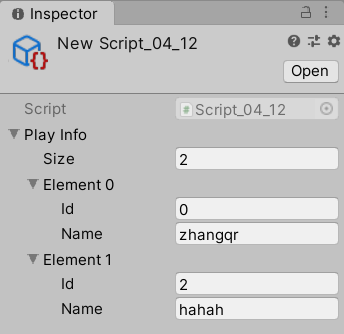 Inspector
New Script_04_12
Open
Script
Script_04_12
Play Info
Size 2
Element 0
Id 0
Name zhangqr
Element 1
Id 2
Name hahah